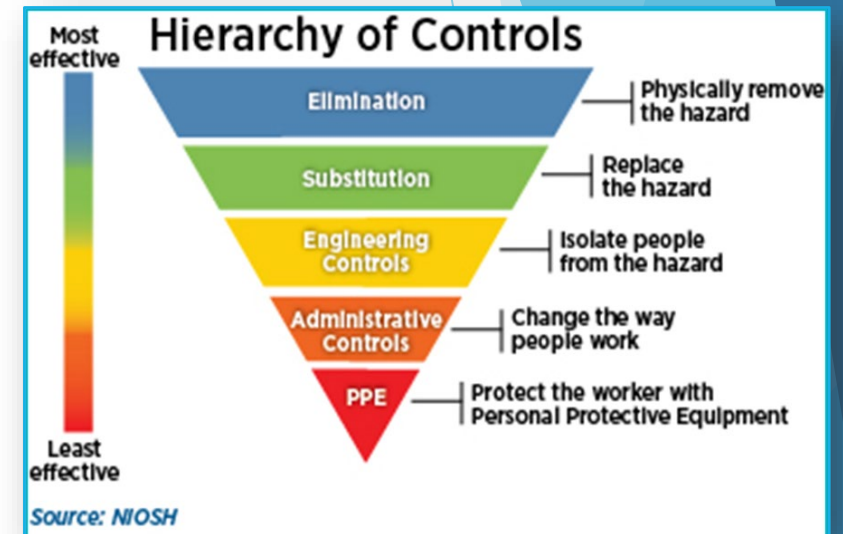 Hierarchy of Controls
Most
effective
Elimination
Physically remove
the hazard
Substitution
Replace
the hazard
Engineering
Controls
Isolate people
from the hazard
Administrative
Controls
Change the way
people work
PPE
Protect the worker with
Personal Protective Equipment
Least
effective
Source: NIOSH